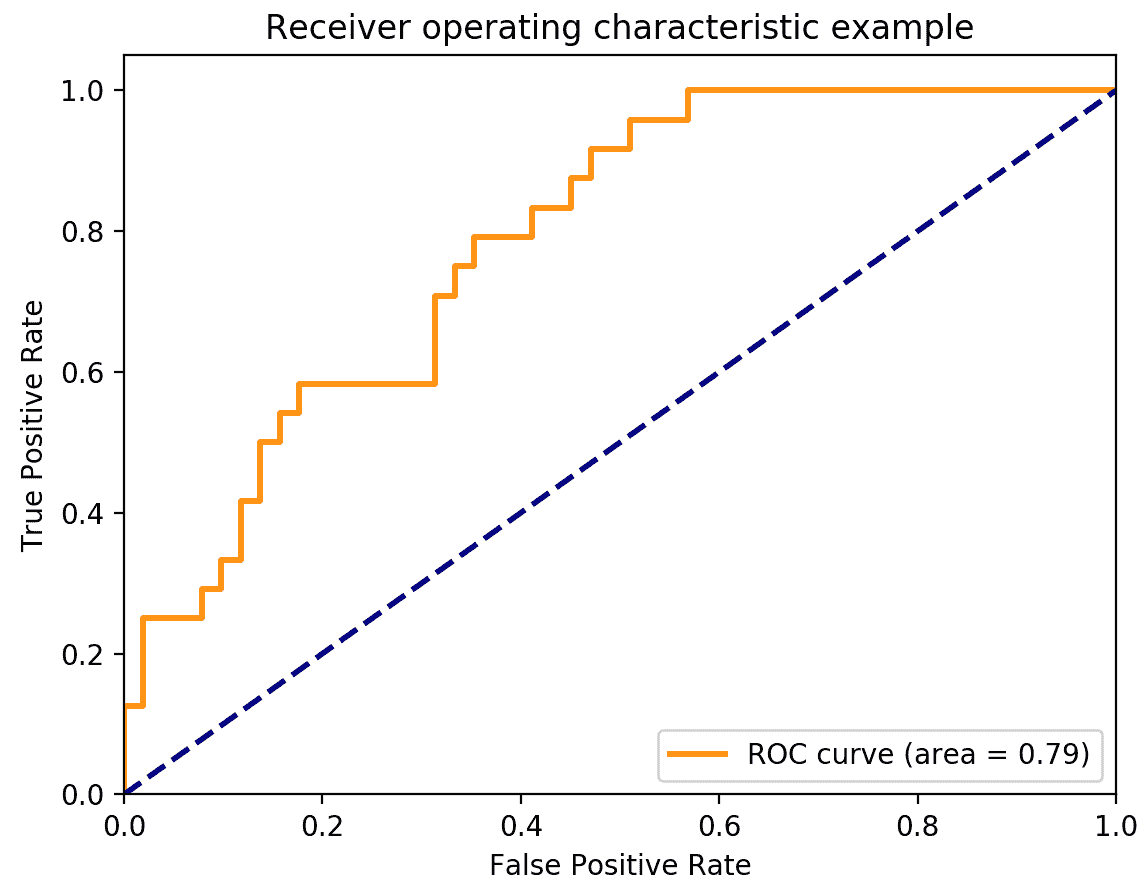 Receiver operating characteristic example
True Positive Rate
1.0
0.8
0.6
0.4
0.2
0.0
ROC curve (area = 0.79)
0.0 0.2 0.4 0.6 0.8 1.0
False Positive Rate